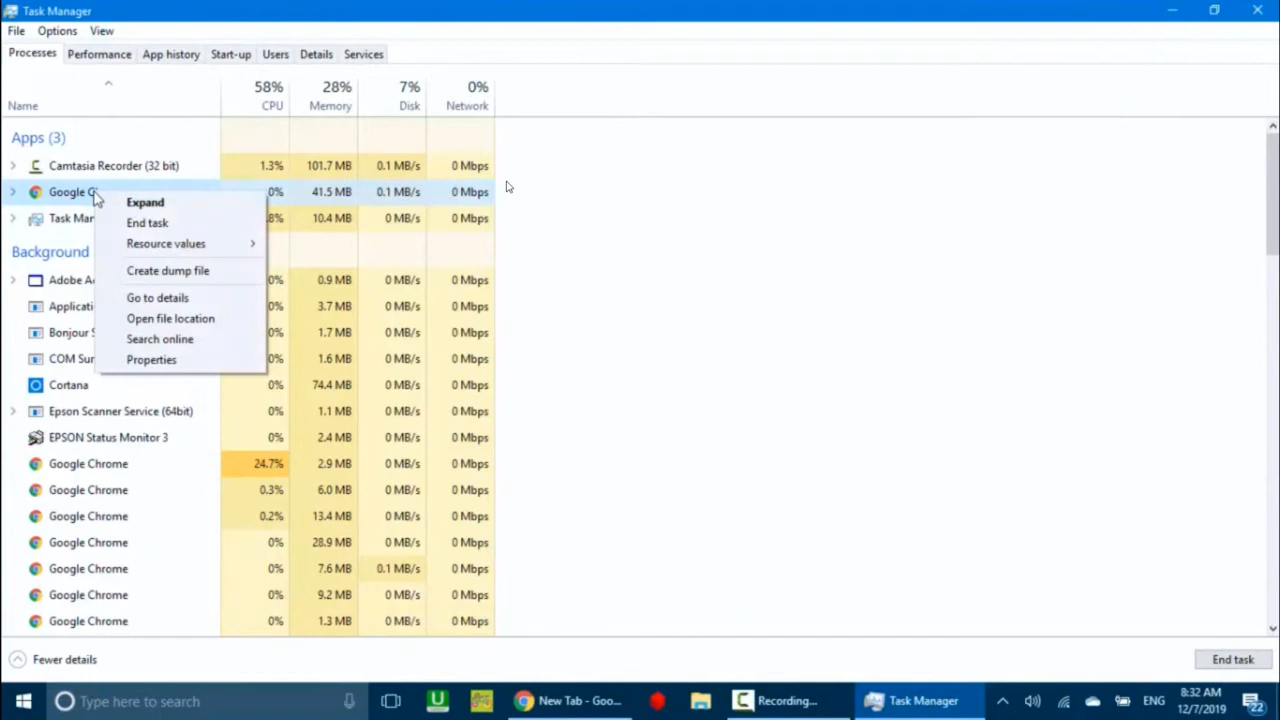 Task Manager
File Options View
Processes Performance App history Start-up Users Details Services
58% 28% 7% 0%
Name CPU Memory Disk Network
Apps (3)
Camtasia Recorder (32 bit) 1.3% 101.7 MB 0.1 MB/s 0 Mbps
Google 0% 41.5 MB 0.1 MB/s 0 Mbps
Task Man 10.4 MB 0 MB/s 0 Mbps
Expand
End task
Resource values
Create dump file
Go to details
Open file location
Search online
Properties
Background
Adobe 0% 0.9 MB 0 MB/s 0 Mbps
Applicati 0% 3.7 MB 0 MB/s 0 Mbps
Bonjour 0% 1.7 MB 0 MB/s 0 Mbps
COM Sur 0% 1.6 MB 0 MB/s 0 Mbps
Cortana 0% 74.4 MB 0 MB/s 0 Mbps
Epson Scanner Service (64bit) 0% 1.1 MB 0 MB/s 0 Mbps
EPSON Status Monitor 3 0% 2.4 MB 0 MB/s 0 Mbps
Google Chrome 24.7% 2.9 MB 0 MB/s 0 Mbps
Google Chrome 0.3% 6.0 MB 0 MB/s 0 Mbps
Google Chrome 0.2% 13.4 MB 0 MB/s 0 Mbps
Google Chrome 0% 28.9 MB 0 MB/s 0 Mbps
Google Chrome 0% 7.6 MB 0.1 MB/s 0 Mbps
Google Chrome 0% 9.2 MB 0 MB/s 0 Mbps
Google Chrome 0% 1.3 MB 0 MB/s 0 Mbps
Fewer details End task
Type here to search New Tab - Goo... Recording... Task Manager ENG 8:32 AM
12/7/2019 22